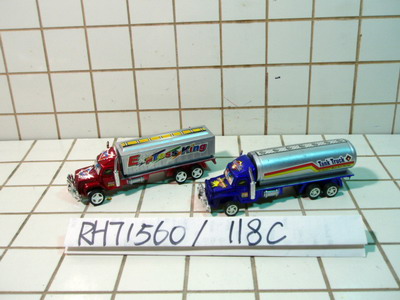 Express King
Tank Truck
RH71560/118C